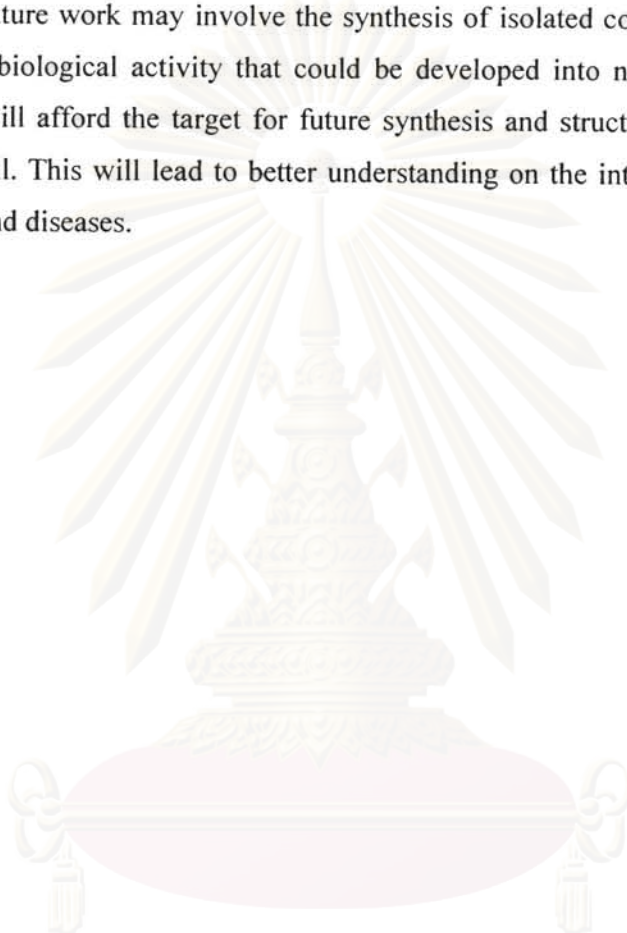 ture work may involve the synthesis of isolated co
biological activity that could be developed into n
ill afford the target for future synthesis and struct
l. This will lead to better understanding on the int
d diseases.